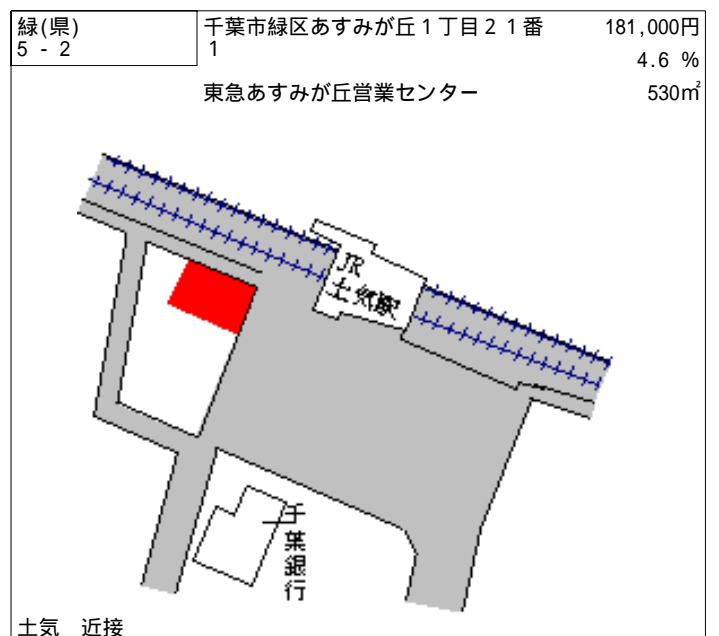 緑(県)
5 - 2
千葉市緑区あすみが丘１丁目２１番
1
181,000円
4.6 %
東急あすみが丘営業センター
530㎡
JR
土気駅
千葉銀行
土気　近接